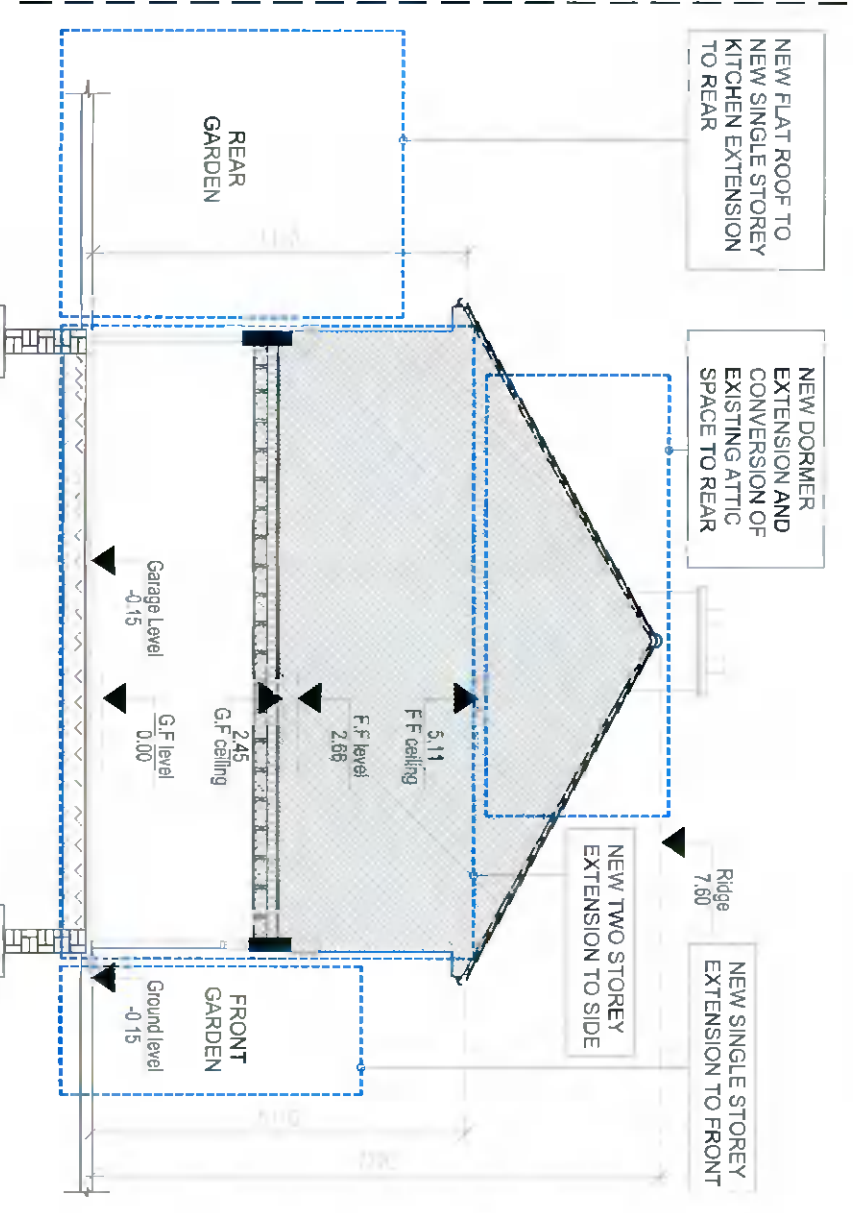 NEW FLAT ROOF TO
NEW SINGLE STOREY
KITCHEN EXTENSION
TO REAR
NEW DORMER
EXTENSION AND
CONVERSION OF
EXISTING ATTIC
SPACE TO REAR
Ridge
7.60
NEW SINGLE STOREY
EXTENSION TO FRONT
NEW TWO STOREY
EXTENSION TO SIDE
5.11
F.F ceiling
F.F level
2.66
2.45
G.F ceiling
REAR
GARDEN
Garage Level
-0.15
G.F level
0.00
FRONT
GARDEN
Ground level
-0.15